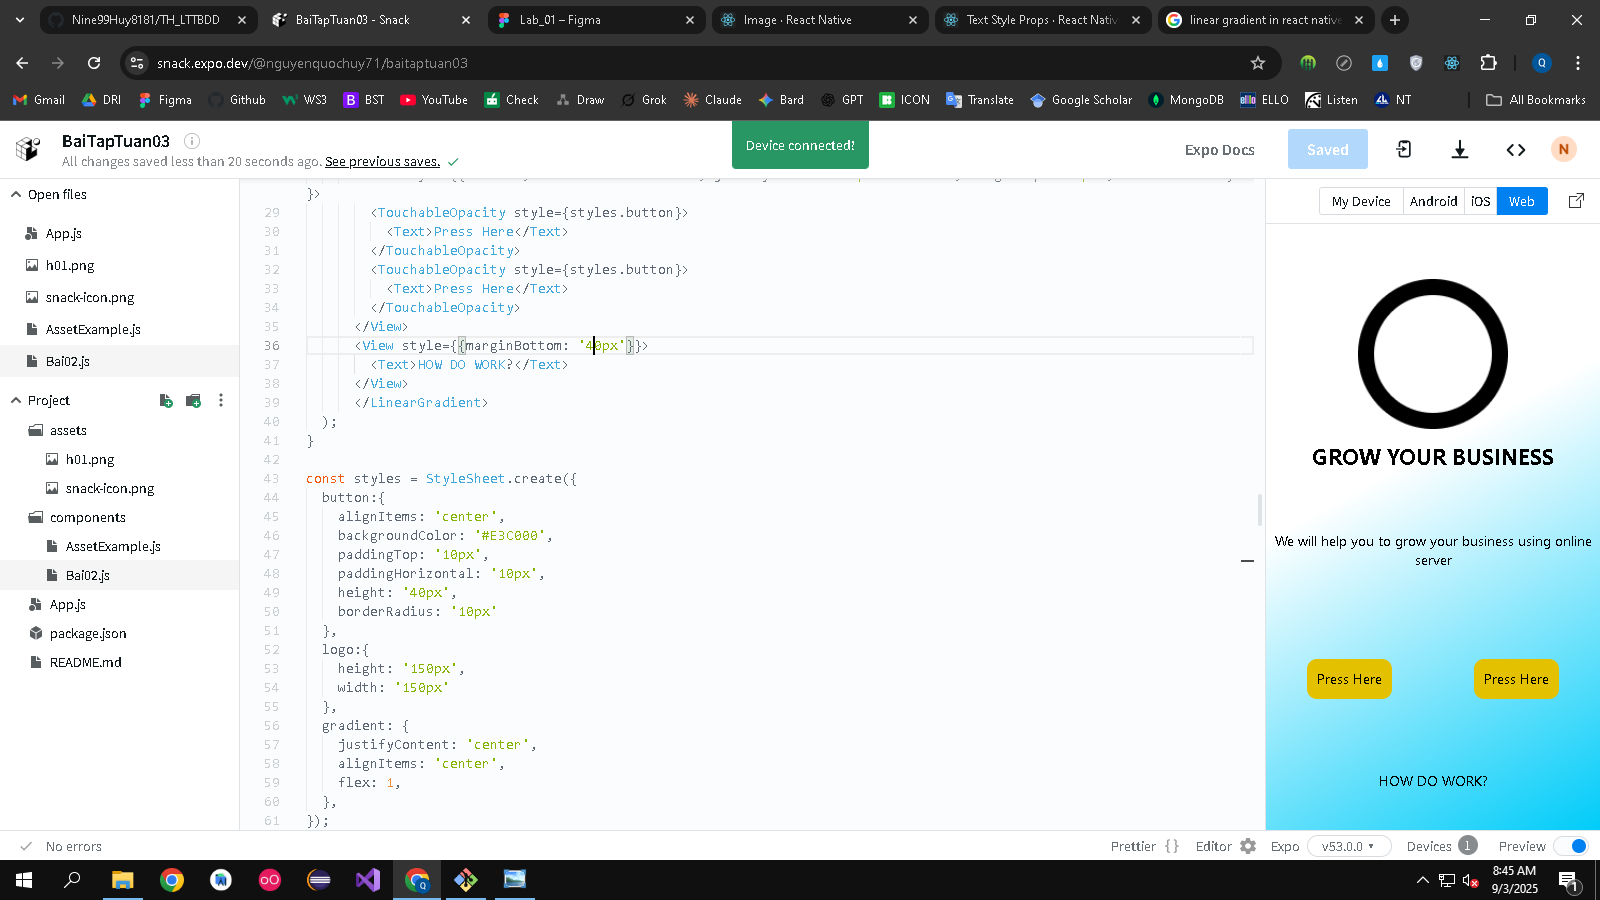 Nine99Huy8181/TH_LTTBDD
BaiTapTuan03 - Snack
Lab_01 – Figma
Image · React Native
Text Style Props · React Nativ
linear gradient in react native
snack.expo.dev/@nguyenquochuy71/baitaptuan03
Q
Gmail
DRI
Figma
Github
WS3
BST
YouTube
Check
Draw
Grok
Claude
Bard
GPT
ICON
Translate
Google Scholar
MongoDB
ELLO
Listen
NT
All Bookmarks
BaiTapTuan03
All changes saved less than 20 seconds ago. See previous saves.
Device connected!
Expo Docs
Saved
N
Open files
App.js
h01.png
snack-icon.png
AssetExample.js
Bai02.js
Project
assets
h01.png
snack-icon.png
components
AssetExample.js
Bai02.js
App.js
package.json
README.md
}>
29 <TouchableOpacity style={styles.button}>
30 <Text>Press Here</Text>
31 </TouchableOpacity>
32 <TouchableOpacity style={styles.button}>
33 <Text>Press Here</Text>
34 </TouchableOpacity>
35 </View>
36 <View style={{marginBottom: '40px'}}>
37 <Text>HOW DO WORK?</Text>
38 </View>
39 </LinearGradient>
40 );
41 }
42
43 const styles = StyleSheet.create({
44 button:{
45 alignItems: 'center',
46 backgroundColor: '#E3C000',
47 paddingTop: '10px',
48 paddingHorizontal: '10px',
49 height: '40px',
50 borderRadius: '10px'
51 },
52 logo:{
53 height: '150px',
54 width: '150px'
55 },
56 gradient: {
57 justifyContent: 'center',
58 alignItems: 'center',
59 flex: 1,
60 },
61 });
My Device
Android
iOS
Web
GROW YOUR BUSINESS
We will help you to grow your business using online
server
Press Here
Press Here
HOW DO WORK?
No errors
Prettier {}
Editor
Expo
v53.0.0
Devices 1
Preview
8:45 AM
9/3/2025
1